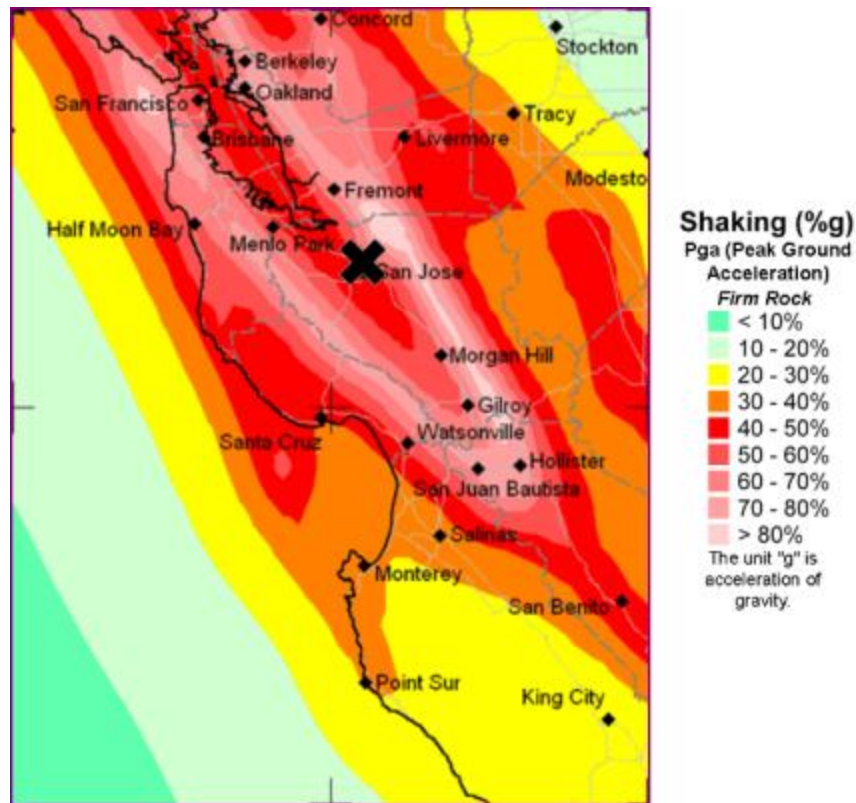 Concord
Stockton
Berkeley
Oakland
San Francisco
Tracy
Brisbane
Livermore
Modesto
Fremont
Half Moon Bay
Menlo Park
San Jose
Morgan Hill
Gilroy
Santa Cruz
Watsonville
Hollister
San Juan Bautista
Salinas
Monterey
San Benito
Point Sur
King City
Shaking (%g)
Pga (Peak Ground
Acceleration)
Firm Rock
< 10%
10 - 20%
20 - 30%
30 - 40%
40 - 50%
50 - 60%
60 - 70%
70 - 80%
> 80%
The unit "g" is
acceleration of
gravity.